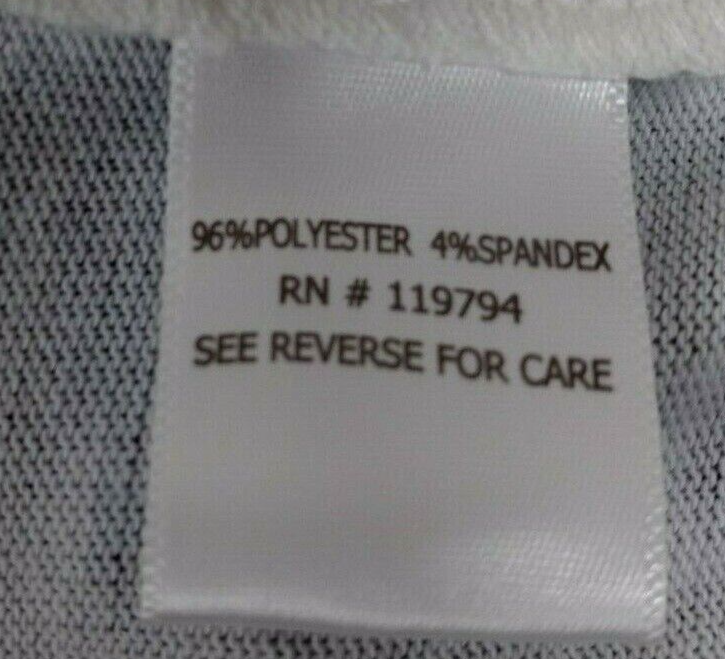 96%POLYESTER 4%SPANDEX
RN # 119794
SEE REVERSE FOR CARE